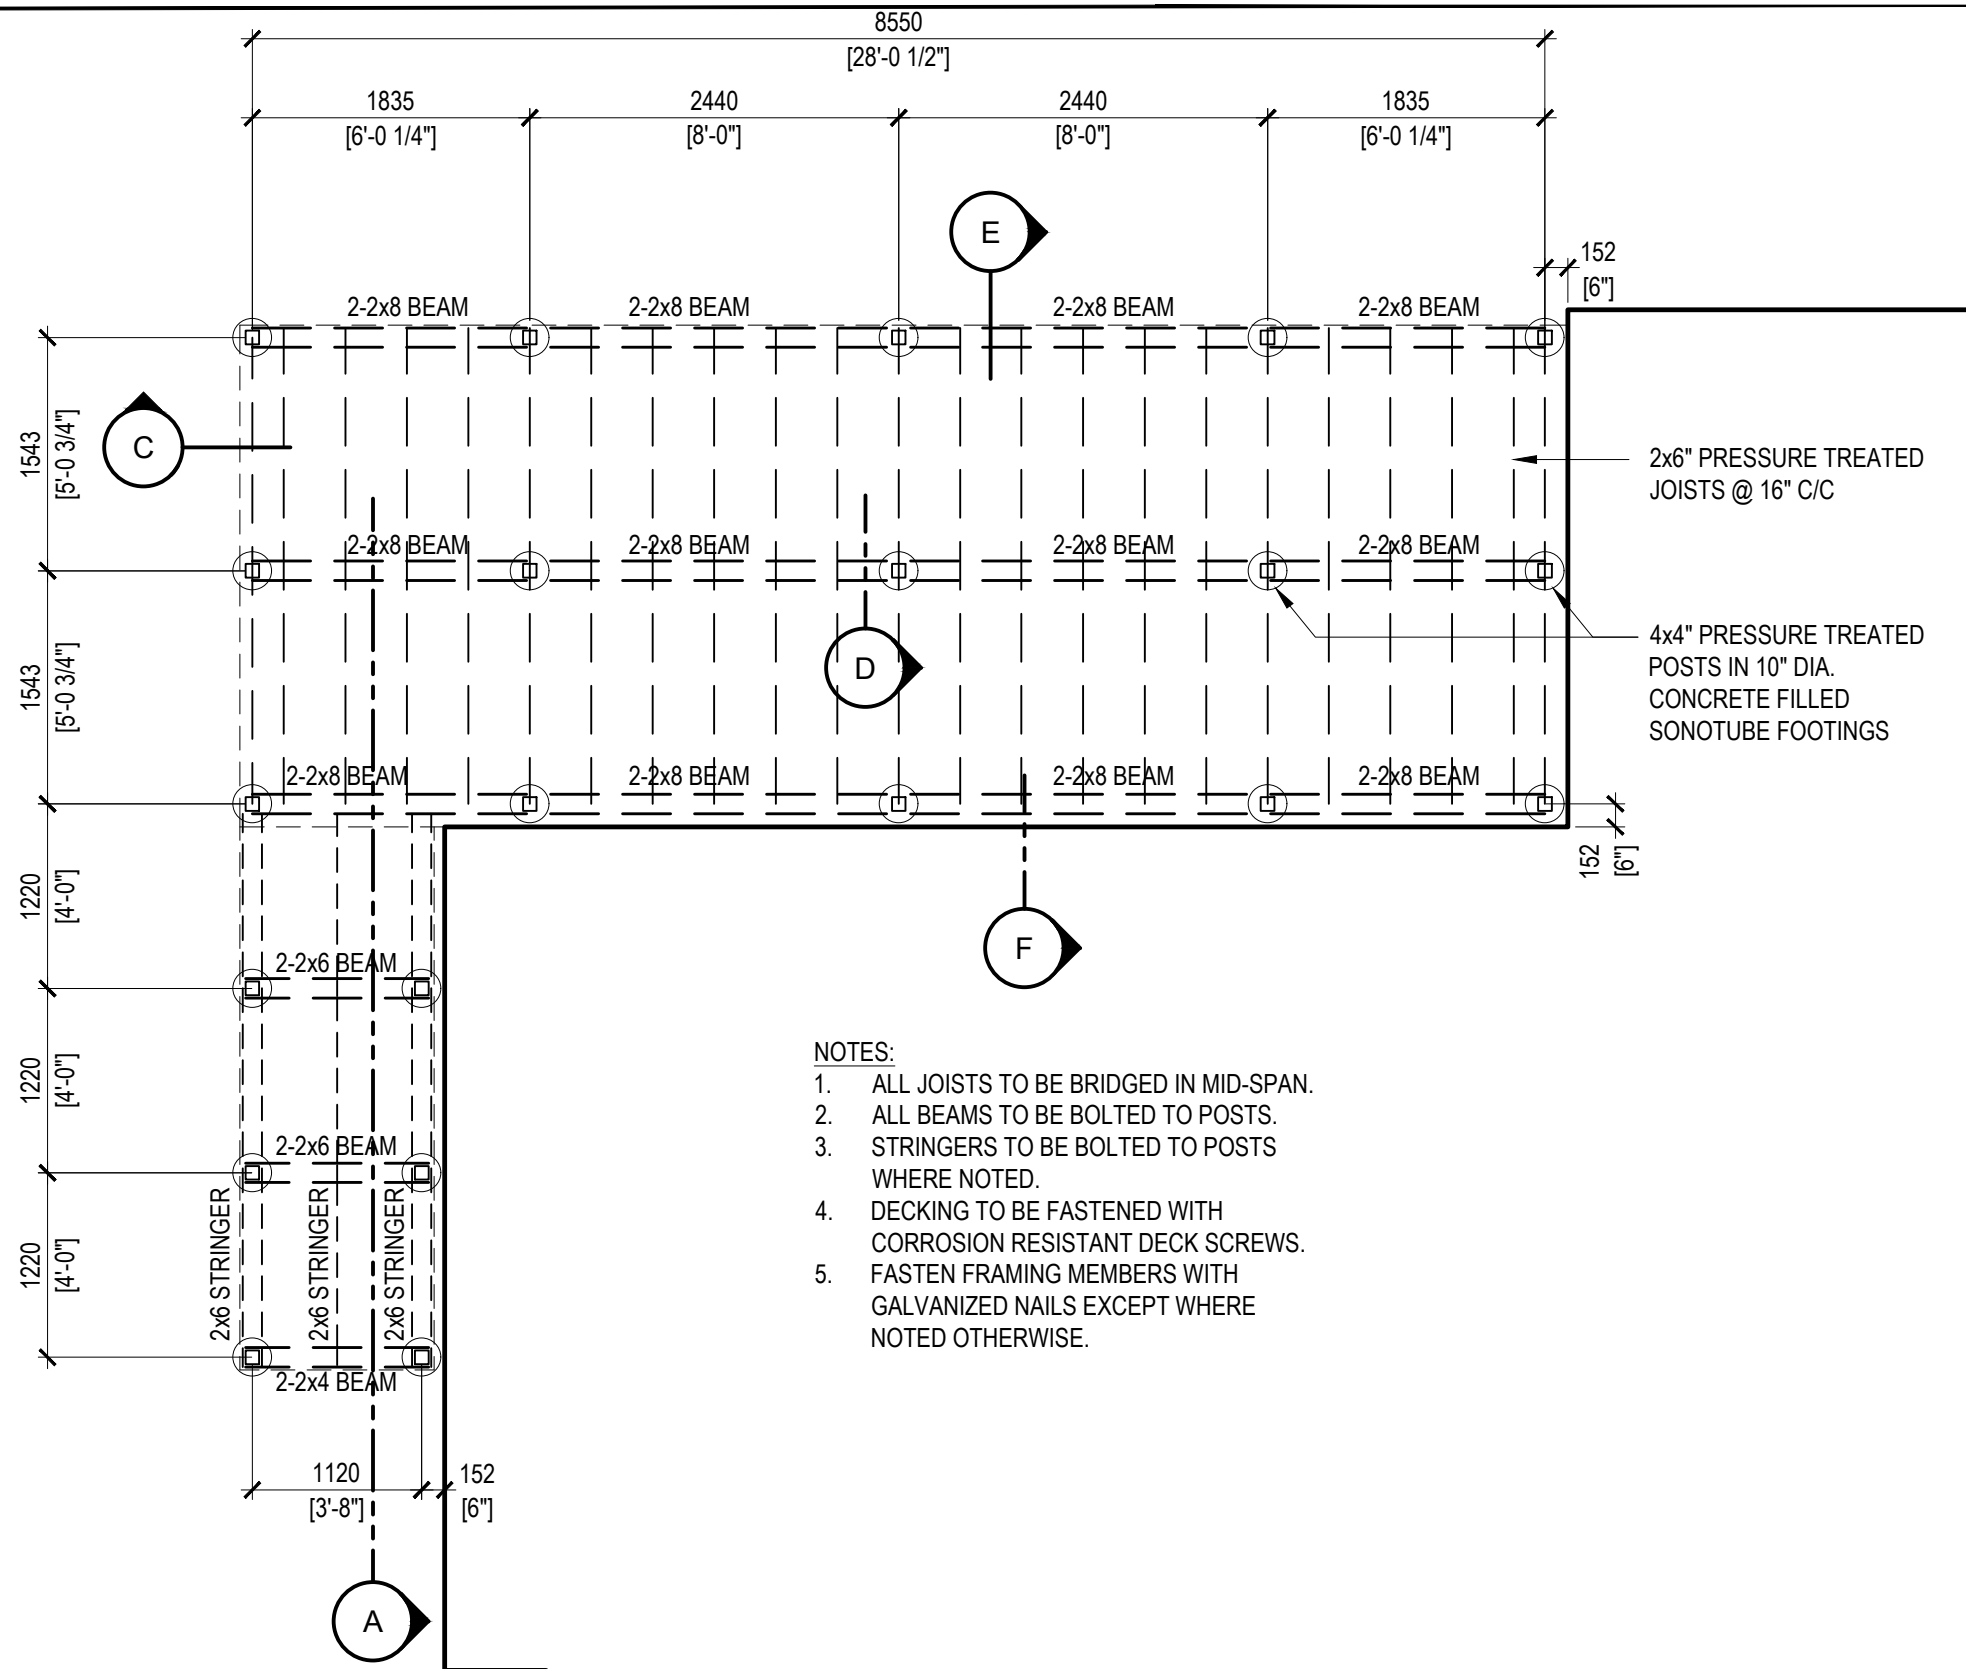 8550
[28'-0 1/2"]
1835
2440
2440
1835
[6'-0 1/4"]
[8'-0"]
[8'-0"]
[6'-0 1/4"]
E
152
[6"]
2-2x8 BEAM
2-2x8 BEAM
2-2x8 BEAM
2-2x8 BEAM
1543
[5'-0 3/4"]
C
2x6" PRESSURE TREATED
JOISTS @ 16" C/C
2-2x8 BEAM
2-2x8 BEAM
2-2x8 BEAM
2-2x8 BEAM
1543
[5'-0 3/4"]
D
4x4" PRESSURE TREATED
POSTS IN 10" DIA.
CONCRETE FILLED
SONOTUBE FOOTINGS
2-2x8 BEAM
2-2x8 BEAM
2-2x8 BEAM
2-2x8 BEAM
152
[6"]
1220
[4'-0"]
F
2-2x6 BEAM
1220
[4'-0"]
2-2x6 BEAM
1220
[4'-0"]
2x6 STRINGER
2x6 STRINGER
2x6 STRINGER
2-2x4 BEAM
1120
[3'-8"]
152
[6"]
A
NOTES:
1. ALL JOISTS TO BE BRIDGED IN MID-SPAN.
2. ALL BEAMS TO BE BOLTED TO POSTS.
3. STRINGERS TO BE BOLTED TO POSTS
WHERE NOTED.
4. DECKING TO BE FASTENED WITH
CORROSION RESISTANT DECK SCREWS.
5. FASTEN FRAMING MEMBERS WITH
GALVANIZED NAILS EXCEPT WHERE
NOTED OTHERWISE.